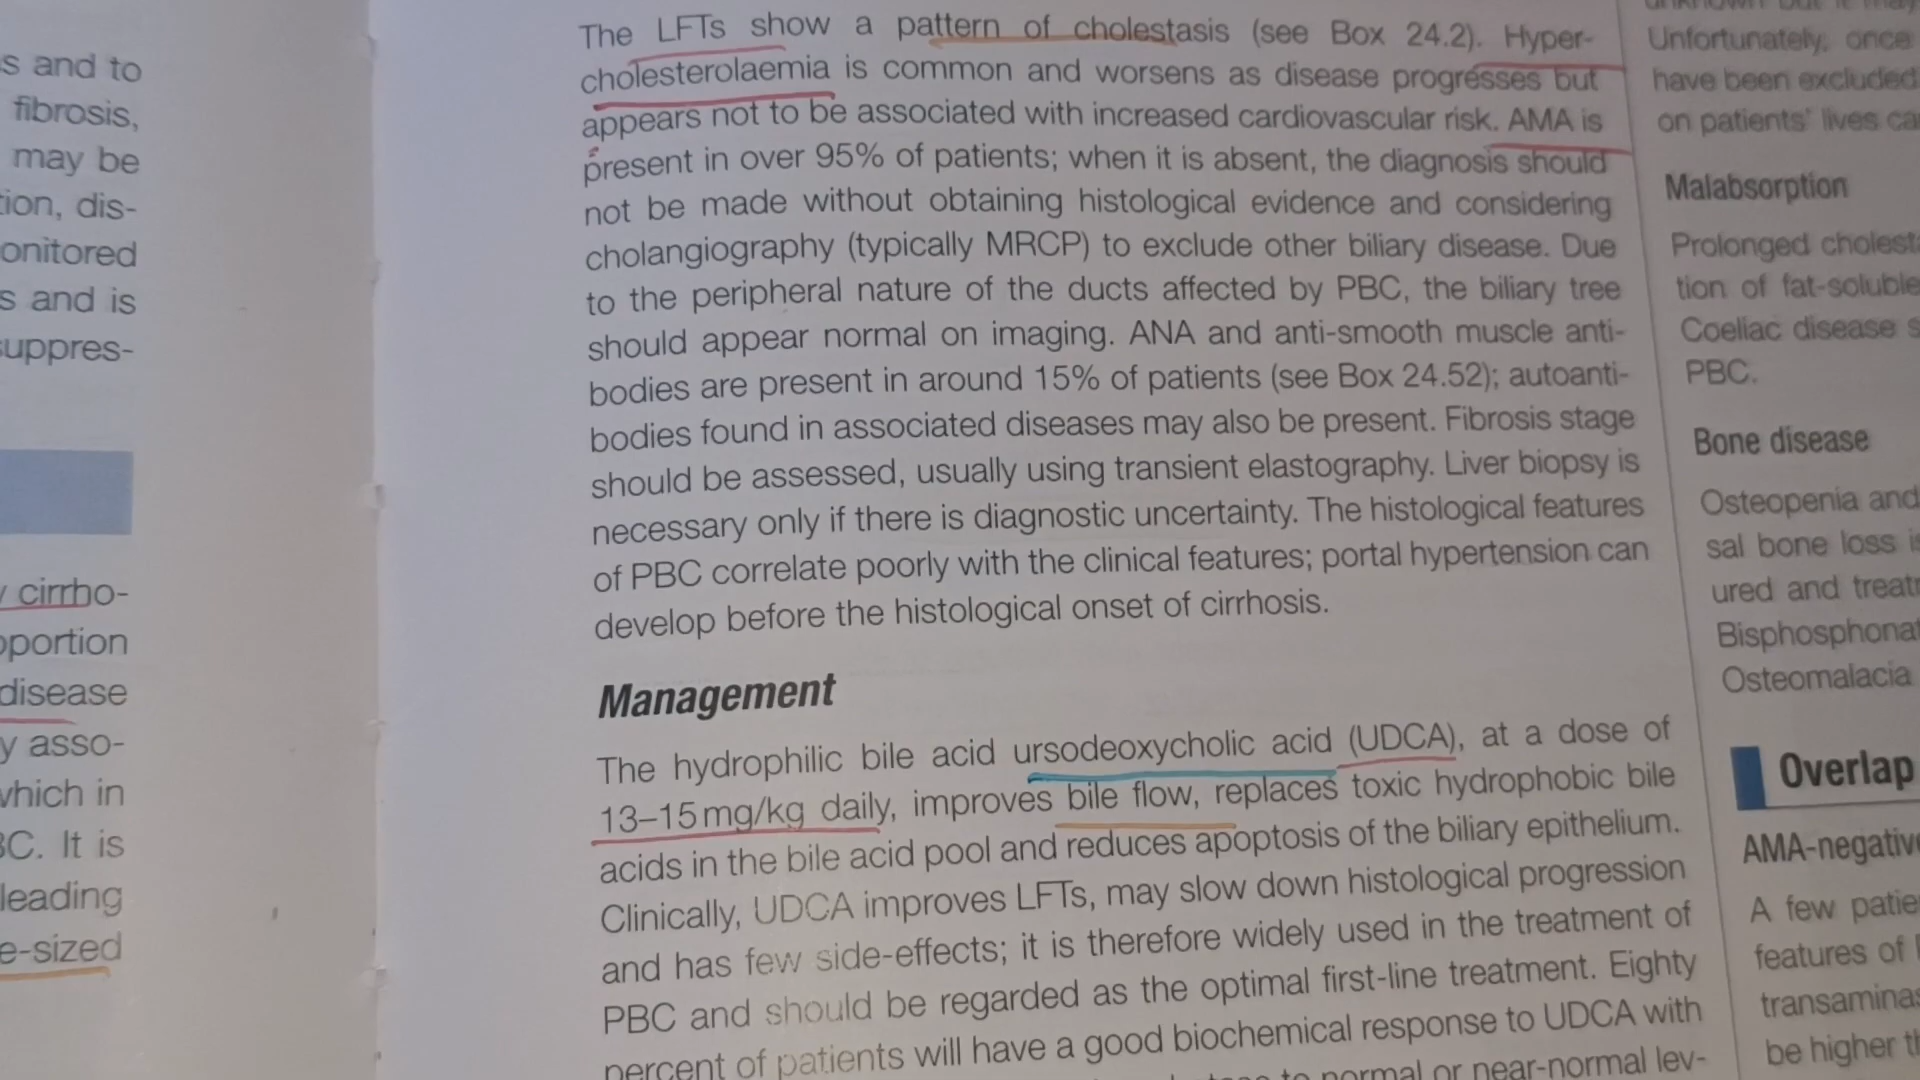 s and to
fibrosis,
may be
tion, dis-
onitored
s and is
suppres-
cirrho-
oportion
disease
y asso-
which in
BC. It is
leading
e-sized
The LFTs show a pattern of cholestasis (see Box 24.2). Hyper-
cholesterolaemia is common and worsens as disease progresses but
appears not to be associated with increased cardiovascular risk. AMA is
present in over 95% of patients; when it is absent, the diagnosis should
not be made without obtaining histological evidence and considering
cholangiography (typically MRCP) to exclude other biliary disease. Due
to the peripheral nature of the ducts affected by PBC, the biliary tree
should appear normal on imaging. ANA and anti-smooth muscle anti-
bodies are present in around 15% of patients (see Box 24.52); autoanti-
bodies found in associated diseases may also be present. Fibrosis stage
should be assessed, usually using transient elastography. Liver biopsy is
necessary only if there is diagnostic uncertainty. The histological features
of PBC correlate poorly with the clinical features; portal hypertension can
develop before the histological onset of cirrhosis.
Management
The hydrophilic bile acid ursodeoxycholic acid (UDCA), at a dose of
13–15 mg/kg daily, improves bile flow, replaces toxic hydrophobic bile
acids in the bile acid pool and reduces apoptosis of the biliary epithelium.
Clinically, UDCA improves LFTs, may slow down histological progression
and has few side-effects; it is therefore widely used in the treatment of
PBC and should be regarded as the optimal first-line treatment. Eighty
percent of patients will have a good biochemical response to UDCA with
to normal or near-normal lev-
Unfortunately, once
have been excluded
on patients' lives ca
Malabsorption
Prolonged cholest
tion of fat-soluble
Coeliac disease s
PBC.
Bone disease
Osteopenia and
sal bone loss is
ured and treat
Bisphosphonat
Osteomalacia
Overlap
AMA-negative
A few patie
features of
transaminas
be higher th